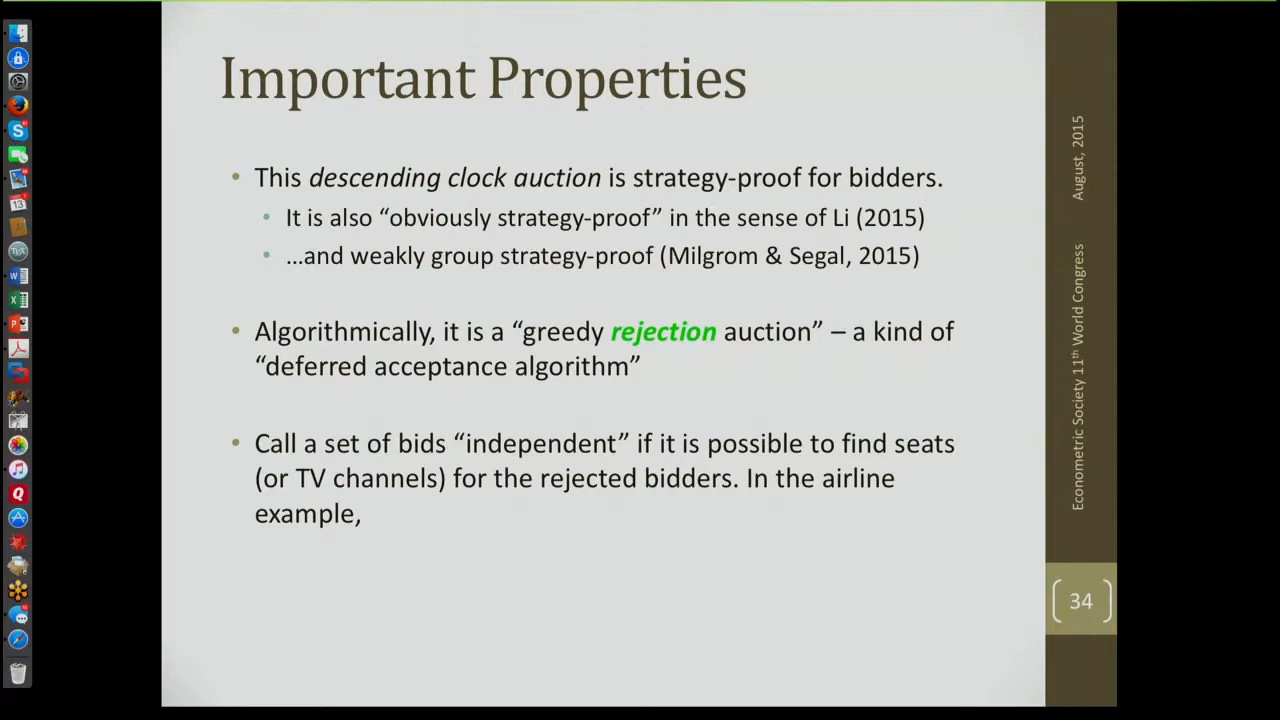 Important Properties
• This descending clock auction is strategy-proof for bidders.
• It is also “obviously strategy-proof” in the sense of Li (2015)
• …and weakly group strategy-proof (Milgrom & Segal, 2015)
• Algorithmically, it is a “greedy rejection auction” – a kind of
“deferred acceptance algorithm”
• Call a set of bids “independent” if it is possible to find seats
(or TV channels) for the rejected bidders. In the airline
example,
August, 2015
Econometric Society 11th World Congress
34